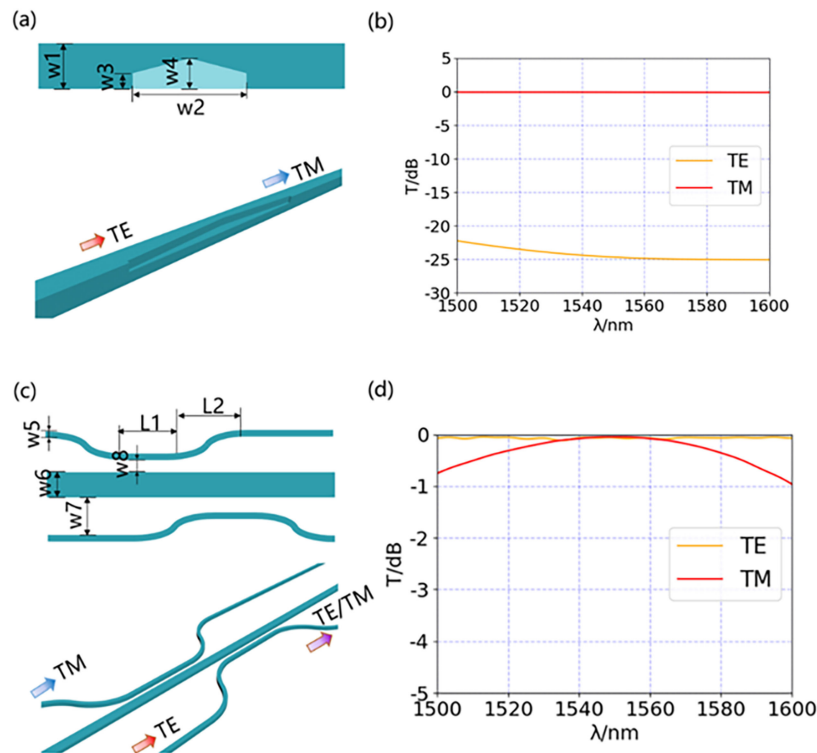 (a)
w1
w3
w4
w2
TM
TE
(b)
5
0
-5
-10
-15
-20
-25
-30
T/dB
TE
TM
1500 1520 1540 1560 1580 1600
λ/nm
(c)
w5
L1
L2
w8
w6
w7
TE/TM
TM
TE
(d)
0
-1
-2
-3
-4
-5
T/dB
TE
TM
1500 1520 1540 1560 1580 1600
λ/nm